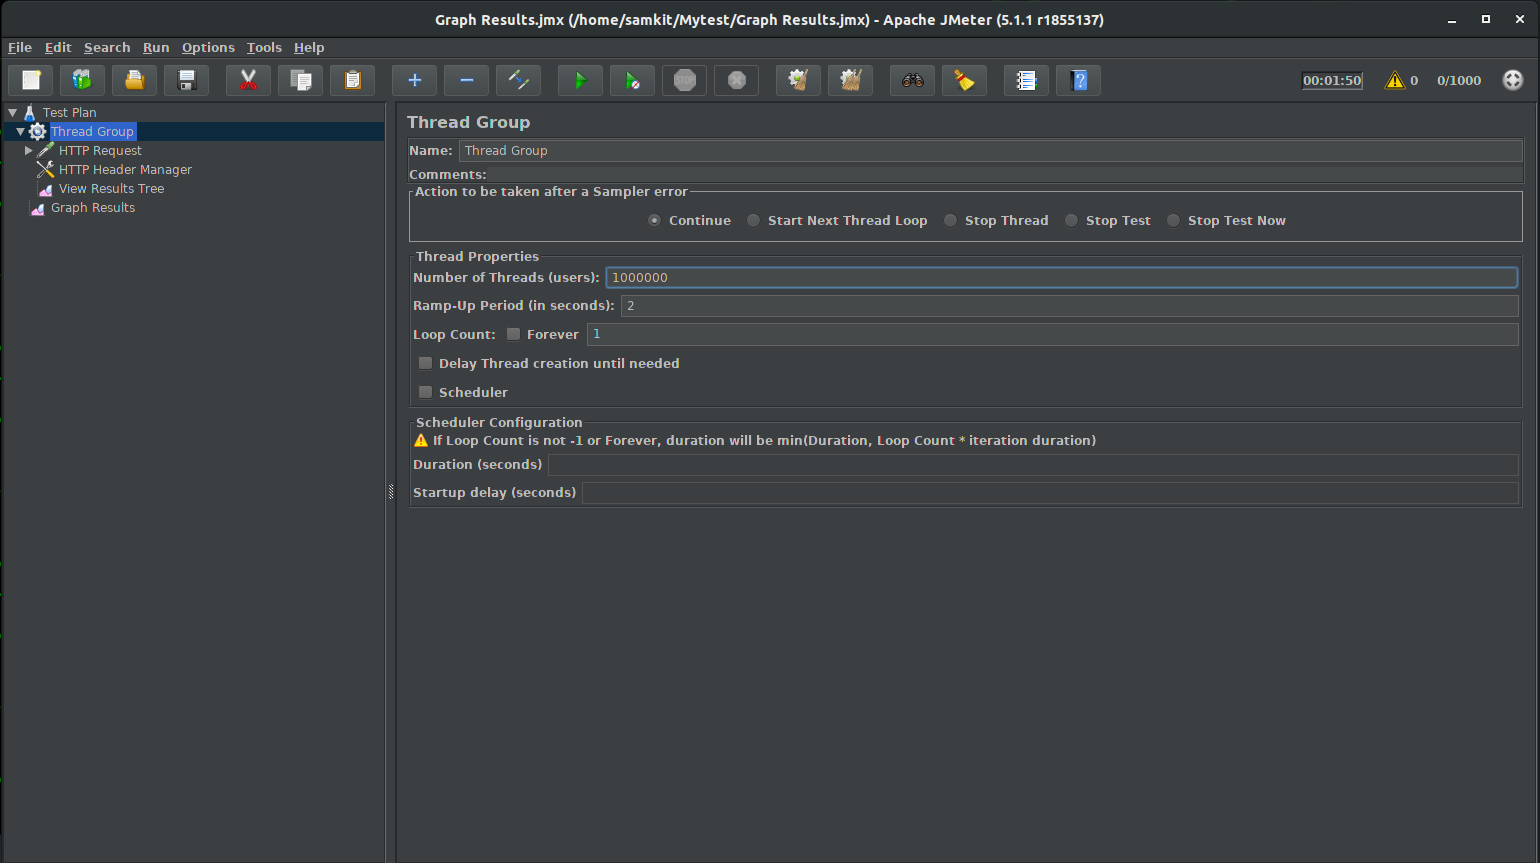 Graph Results.jmx (/home/samkit/Mytest/Graph Results.jmx) - Apache JMeter (5.1.1 r1855137)
File Edit Search Run Options Tools Help
STOP 00:01:50 0 0/1000
Test Plan
Thread Group
HTTP Request
HTTP Header Manager
View Results Tree
Graph Results
Thread Group
Name: Thread Group
Comments:
Action to be taken after a Sampler error
Continue Start Next Thread Loop Stop Thread Stop Test Stop Test Now
Thread Properties
Number of Threads (users): 1000000
Ramp-Up Period (in seconds): 2
Loop Count: Forever 1
Delay Thread creation until needed
Scheduler
Scheduler Configuration
If Loop Count is not -1 or Forever, duration will be min(Duration, Loop Count * iteration duration)
Duration (seconds)
Startup delay (seconds)